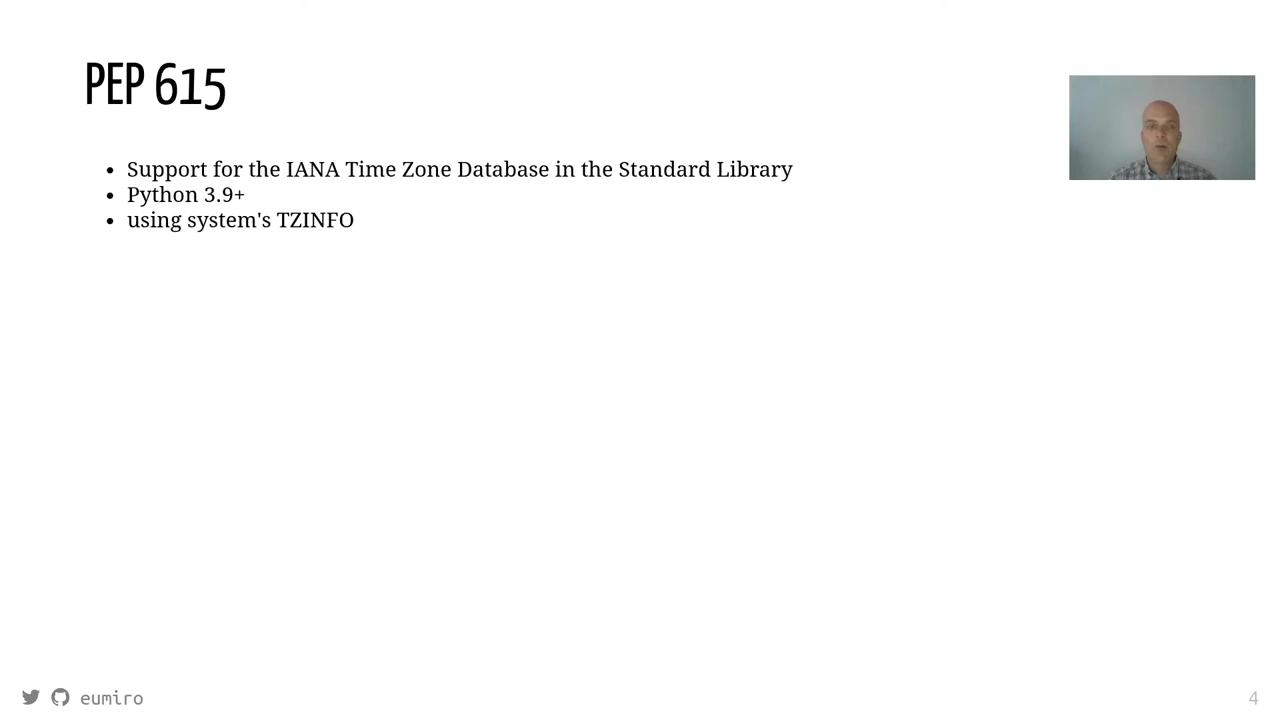 PEP 615
• Support for the IANA Time Zone Database in the Standard Library
• Python 3.9+
• using system's TZINFO
eumiro
4